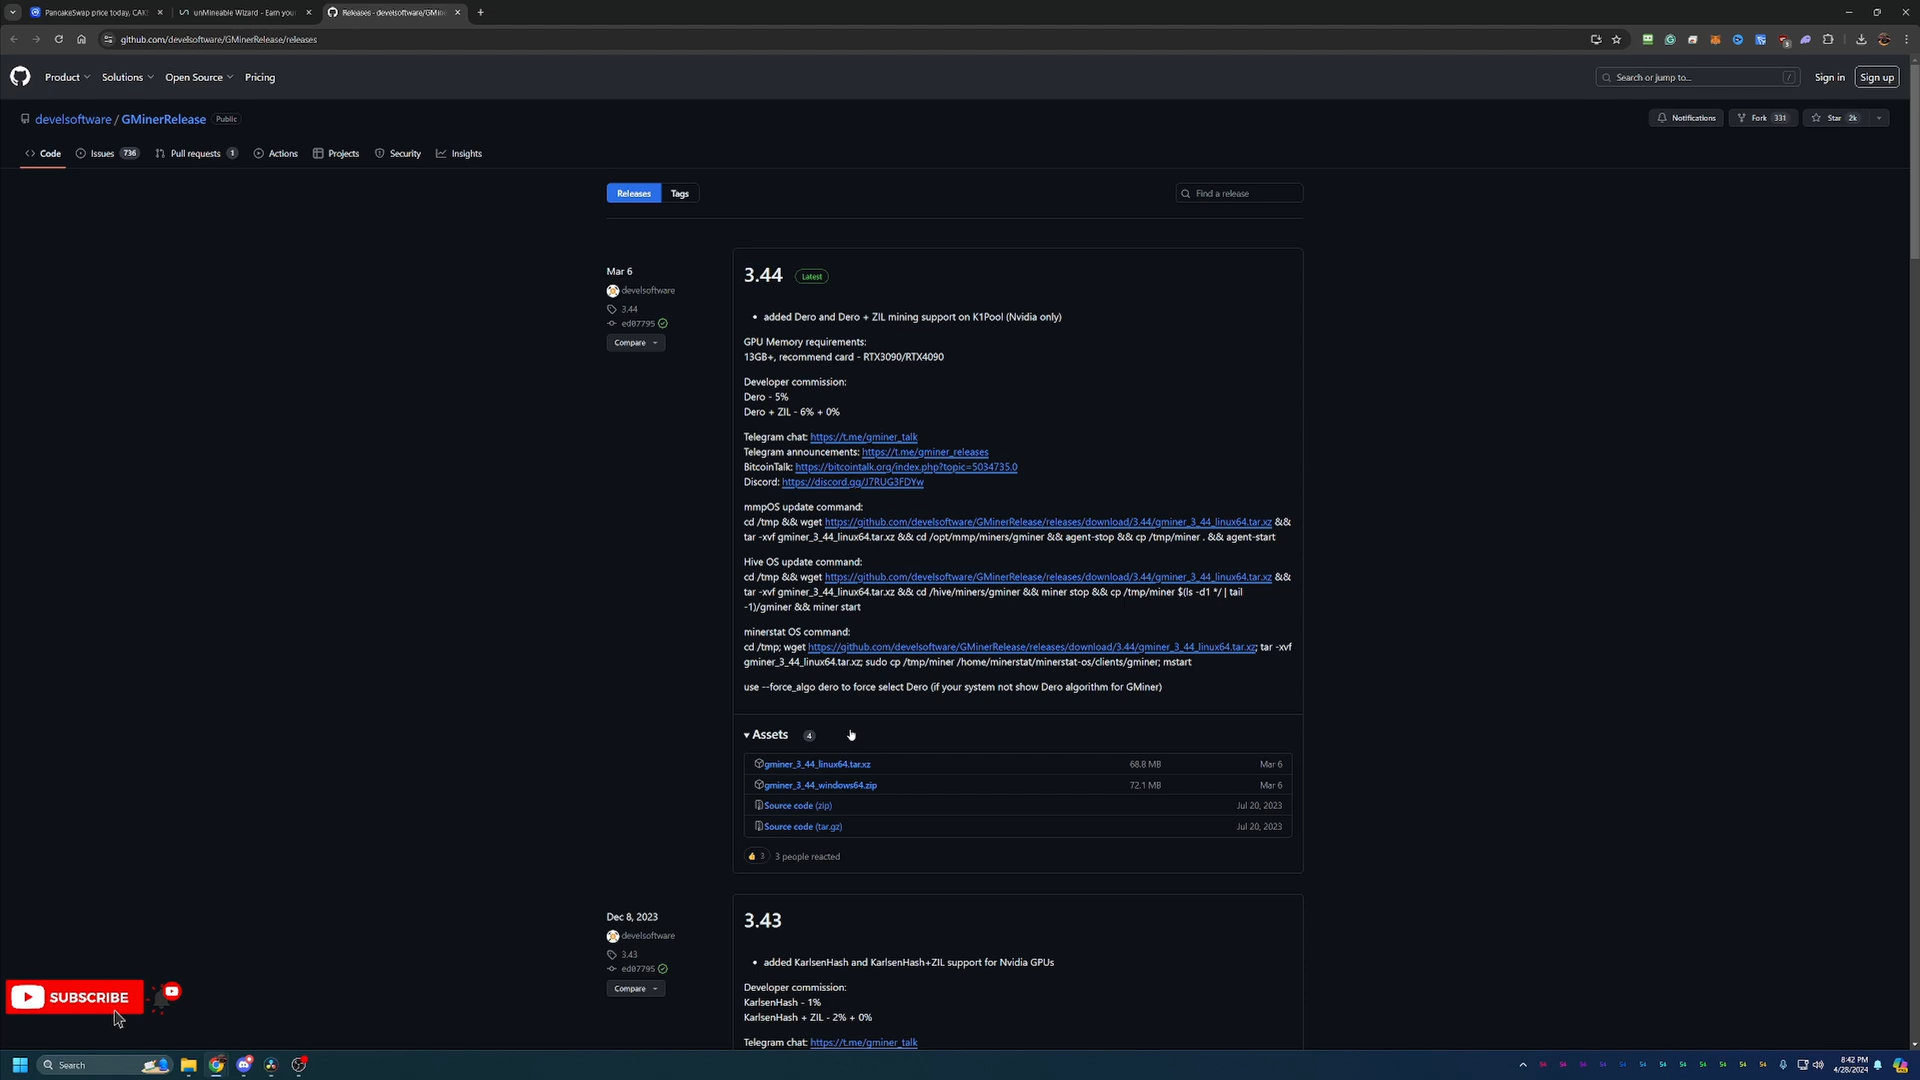 PancakeSwap price today, CAK
unMineable Wizard - Earn you
Releases · develsoftware/GMin
github.com/develsoftware/GMinerRelease/releases
Product
Solutions
Open Source
Pricing
Search or jump to...
/
Sign in
Sign up
develsoftware / GMinerRelease
Public
Notifications
Fork 331
Star 2k
Code
Issues 736
Pull requests 1
Actions
Projects
Security
Insights
Releases
Tags
Find a release
Mar 6
develsoftware
3.44
ed07795
Compare
3.44
Latest
• added Dero and Dero + ZIL mining support on K1Pool (Nvidia only)
GPU Memory requirements:
13GB+, recommend card - RTX3090/RTX4090
Developer commission:
Dero - 5%
Dero + ZIL - 6% + 0%
Telegram chat: https://t.me/gminer_talk
Telegram announcements: https://t.me/gminer_releases
BitcoinTalk: https://bitcointalk.org/index.php?topic=5034735.0
Discord: https://discord.gg/J7RUG3FDYw
mmpOS update command:
cd /tmp && wget https://github.com/develsoftware/GMinerRelease/releases/download/3.44/gminer_3_44_linux64.tar.xz &&
tar -xvf gminer_3_44_linux64.tar.xz && cd /opt/mmp/miners/gminer && agent-stop && cp /tmp/miner . && agent-start
Hive OS update command:
cd /tmp && wget https://github.com/develsoftware/GMinerRelease/releases/download/3.44/gminer_3_44_linux64.tar.xz &&
tar -xvf gminer_3_44_linux64.tar.xz && cd /hive/miners/gminer && miner stop && cp /tmp/miner $(ls -d1 */ | tail
-1)/gminer && miner start
minerstat OS command:
cd /tmp; wget https://github.com/develsoftware/GMinerRelease/releases/download/3.44/gminer_3_44_linux64.tar.xz; tar -xvf
gminer_3_44_linux64.tar.xz; sudo cp /tmp/miner /home/minerstat/minerstat-os/clients/gminer; mstart
use --force_algo dero to force select Dero (if your system not show Dero algorithm for GMiner)
Assets 4
gminer_3_44_linux64.tar.xz 68.8 MB Mar 6
gminer_3_44_windows64.zip 72.1 MB Mar 6
Source code (zip) Jul 20, 2023
Source code (tar.gz) Jul 20, 2023
3 3 people reacted
Dec 8, 2023
develsoftware
3.43
ed07795
Compare
3.43
• added KarlsenHash and KarlsenHash+ZIL support for Nvidia GPUs
Developer commission:
KarlsenHash - 1%
KarlsenHash + ZIL - 2% + 0%
Telegram chat: https://t.me/gminer_talk
SUBSCRIBE
Search
8:42 PM
4/28/2024